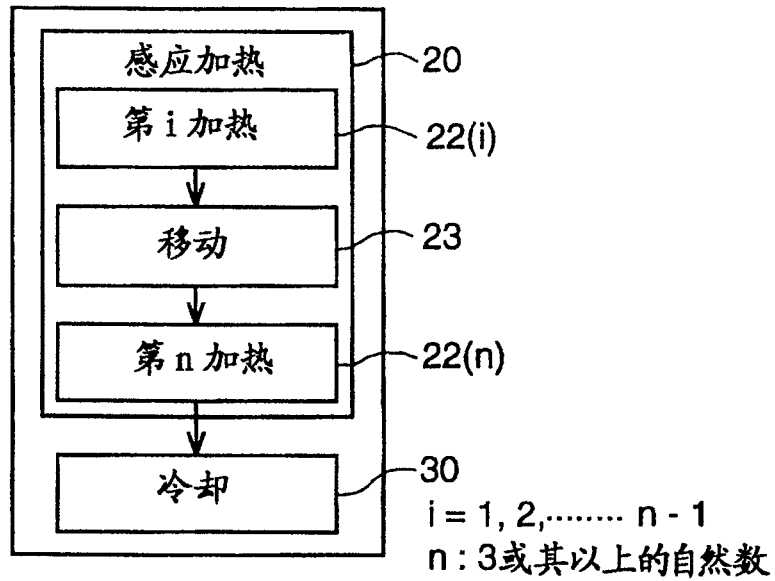 感应加热
20
第 i 加热
22(i)
移动
23
第 n 加热
22(n)
冷却
30
i = 1, 2,········ n - 1
n : 3或其以上的自然数